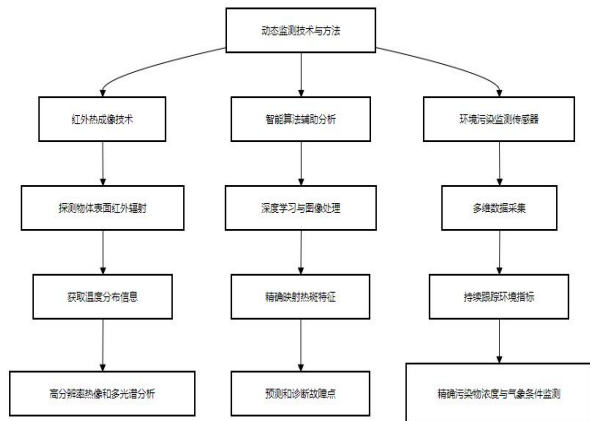 动态监测技术与方法
红外热成像技术
智能算法辅助分析
环境污染监测传感器
探测物体表面红外辐射
深度学习与图像处理
多维数据采集
获取温度分布信息
精确映射热斑特征
持续跟踪环境指标
高分辨率热像和多光谱分析
预测和诊断故障点
精确污染物浓度与气象条件监测